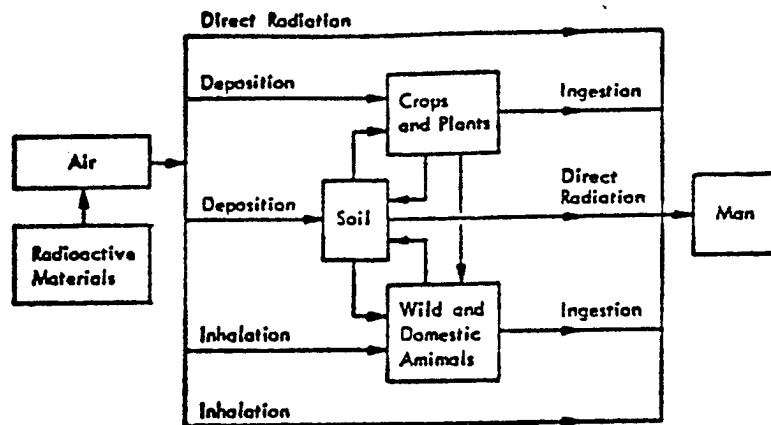 Direct Radiation
Deposition
Crops
and Plants
Ingestion
Air
Deposition
Soil
Direct
Radiation
Man
Radioactive
Materials
Wild and
Domestic
Amimals
Ingestion
Inhalation
Inhalation